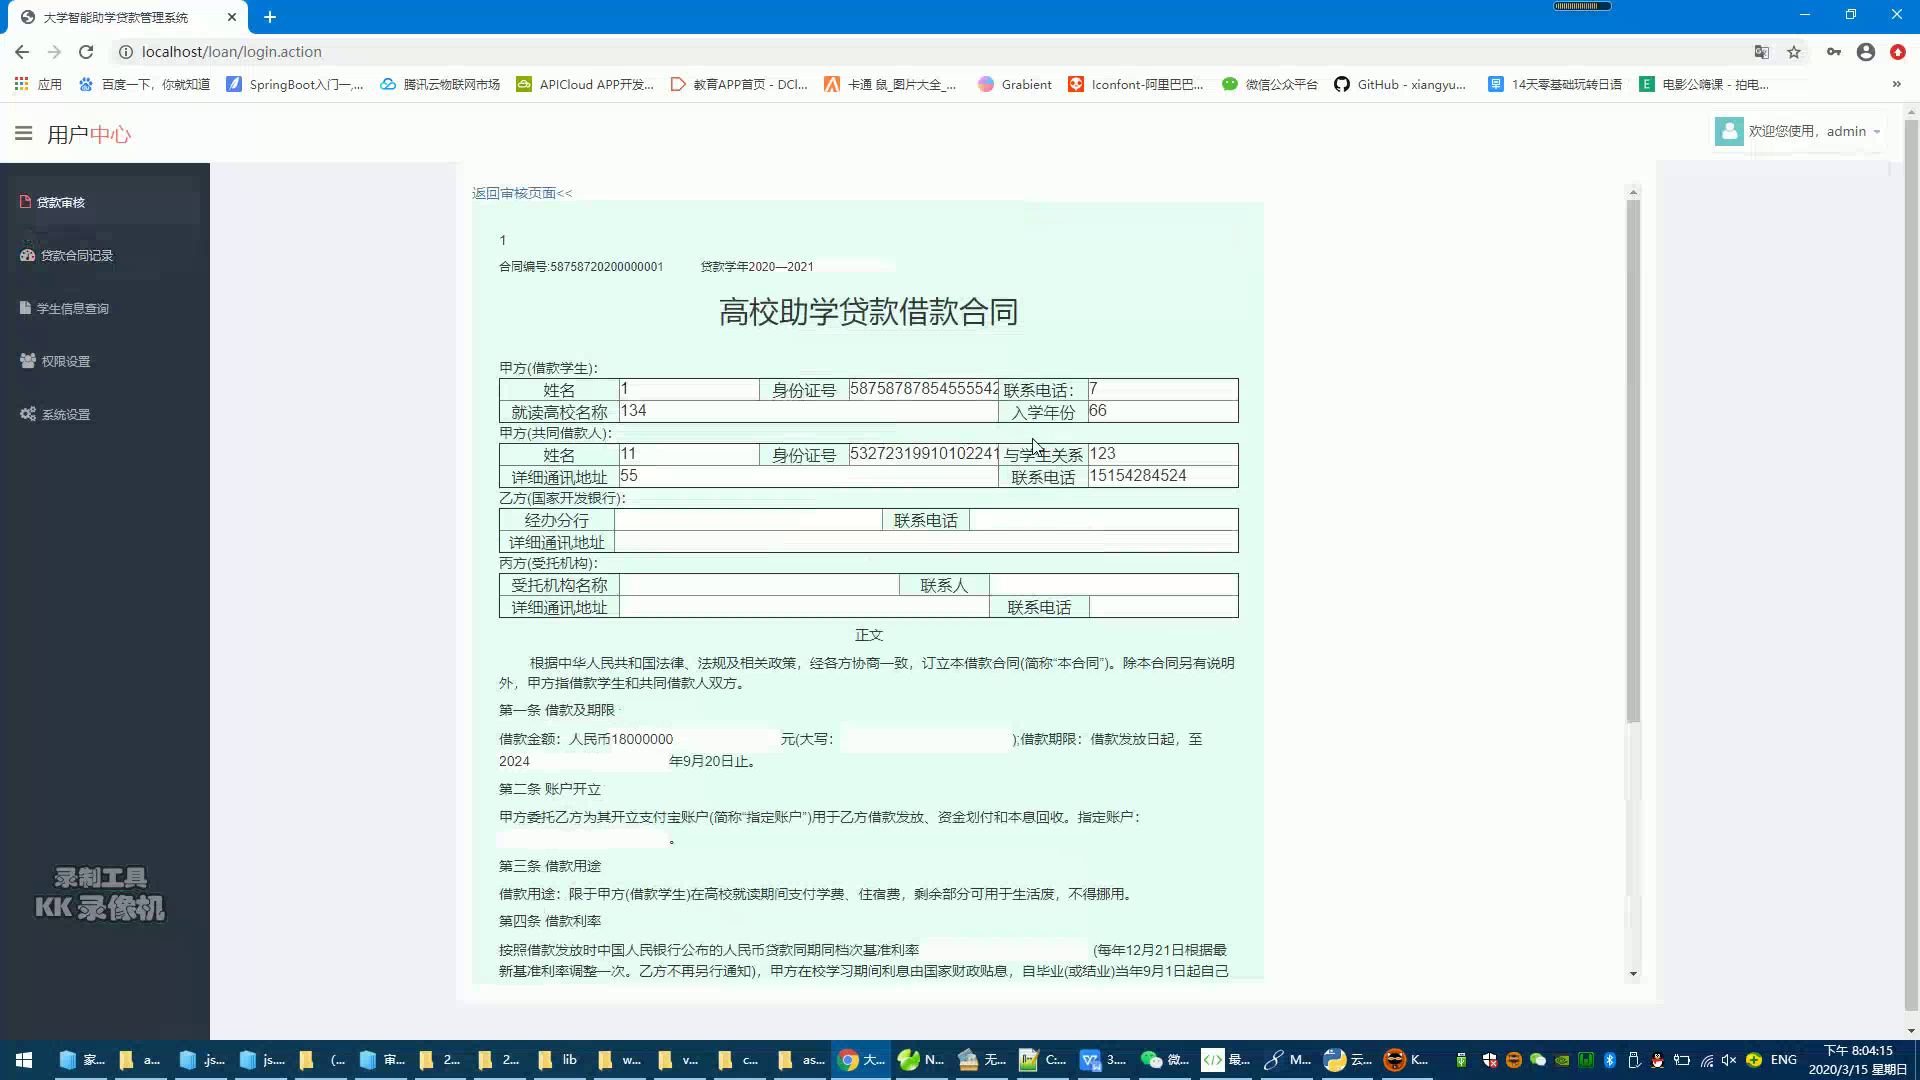 大学智能助学贷款管理系统
localhost/loan/login.action
应用 百度一下，你就知道 SpringBoot入门一,... 腾讯云物联网市场 APICloud APP开发... 教育APP首页 - DCl... 卡通 鼠_图片大全_... Grabient Iconfont-阿里巴巴... 微信公众平台 GitHub - xiangyu... 14天零基础玩转日语 电影公嗨课 - 拍电... »
用户中心
欢迎您使用，admin
贷款审核
贷款合同记录
学生信息查询
权限设置
系统设置
返回审核页面<<
1
合同编号:58758720200000001 贷款学年2020—2021
高校助学贷款借款合同
甲方(借款学生)：
姓名 1 身份证号 58758787854555542 联系电话： 7
就读高校名称 134 入学年份 66
甲方(共同借款人)：
姓名 11 身份证号 53272319910102241 与学生关系 123
详细通讯地址 55 联系电话 15154284524
乙方(国家开发银行)：
经办分行 联系电话
详细通讯地址
丙方(受托机构)：
受托机构名称 联系人
详细通讯地址 联系电话
正文
根据中华人民共和国法律、法规及相关政策，经各方协商一致，订立本借款合同(简称“本合同”)。除本合同另有说明
外，甲方指借款学生和共同借款人双方。
第一条 借款及期限
借款金额：人民币18000000 元(大写： );借款期限：借款发放日起，至
2024 年9月20日止。
第二条 账户开立
甲方委托乙方为其开立支付宝账户(简称“指定账户”)用于乙方借款发放、资金划付和本息回收。指定账户：
。
第三条 借款用途
借款用途：限于甲方(借款学生)在高校就读期间支付学费、住宿费，剩余部分可用于生活废，不得挪用。
第四条 借款利率
按照借款发放时中国人民银行公布的人民币贷款同期同档次基准利率 (每年12月21日根据最
新基准利率调整一次。乙方不再另行通知)，甲方在校学习期间利息由国家财政贴息，自毕业(或结业)当年9月1日起自己
录制工具
KK 录像机
家... a... .js... js.... (... 审... 2... 2... lib w... v... c... as... 大... N... 无... C:... 3.... 微... 最... M... 云... K...
ENG
下午 8:04:15
2020/3/15 星期日